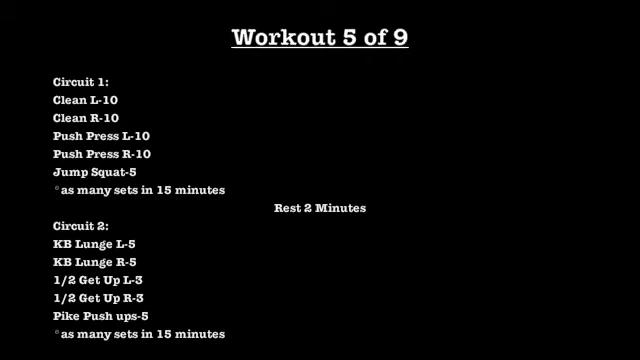 Workout 5 of 9
Circuit 1:
Clean L-10
Clean R-10
Push Press L-10
Push Press R-10
Jump Squat-5
°as many sets in 15 minutes
Rest 2 Minutes
Circuit 2:
KB Lunge L-5
KB Lunge R-5
1/2 Get Up L-3
1/2 Get Up R-3
Pike Push ups-5
°as many sets in 15 minutes